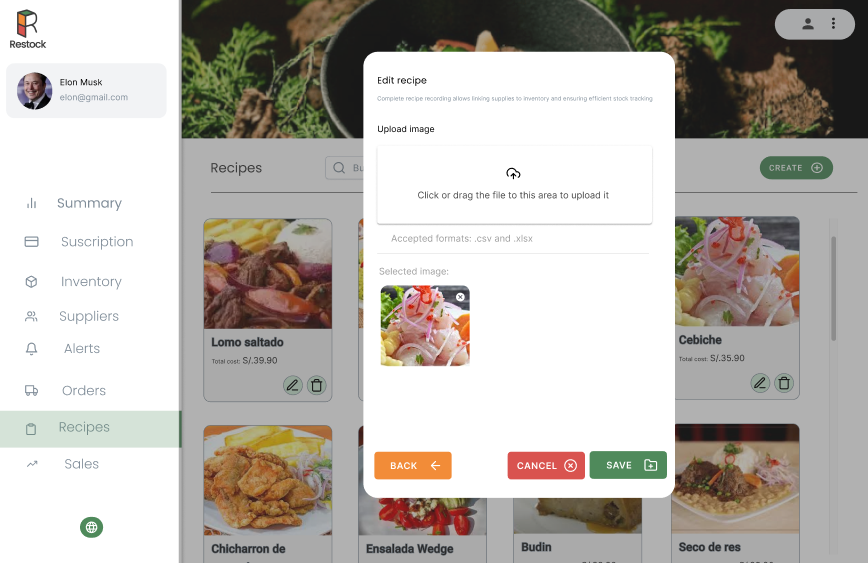 Restock
Elon Musk
elon@gmail.com
Summary
Suscription
Inventory
Suppliers
Alerts
Orders
Recipes
Sales
Recipes
Bu
CREATE
Lomo saltado
Total cost: S/.39.90
Cebiche
Total cost: S/.35.90
Chicharron de
Ensalada Wedge
Budin
Seco de res
Edit recipe
Complete recipe recording allows linking supplies to inventory and ensuring efficient stock tracking.
Upload image
Click or drag the file to this area to upload it
Accepted formats: .csv and .xlsx
Selected image:
BACK
CANCEL
SAVE